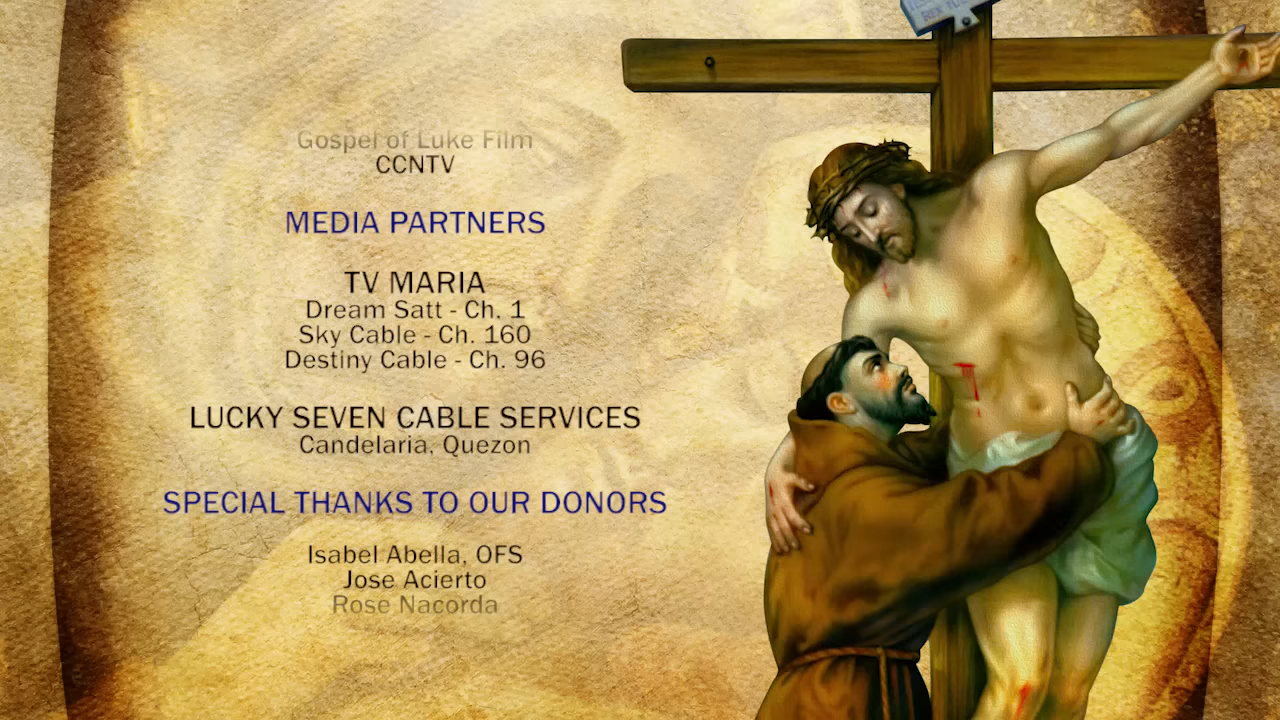 Gospel of Luke Film
CCNTV
MEDIA PARTNERS
TV MARIA
Dream Satt - Ch. 1
Sky Cable - Ch. 160
Destiny Cable - Ch. 96
LUCKY SEVEN CABLE SERVICES
Candelaria, Quezon
SPECIAL THANKS TO OUR DONORS
Isabel Abella, OFS
Jose Acierto
Rose Nacorda